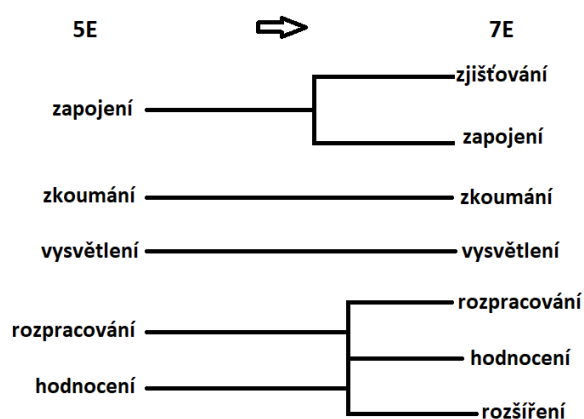 5E
7E
zapojení
zjišťování
zapojení
zkoumání
zkoumání
vysvětlení
vysvětlení
rozpracování
hodnocení
rozpracování
hodnocení
rozšíření